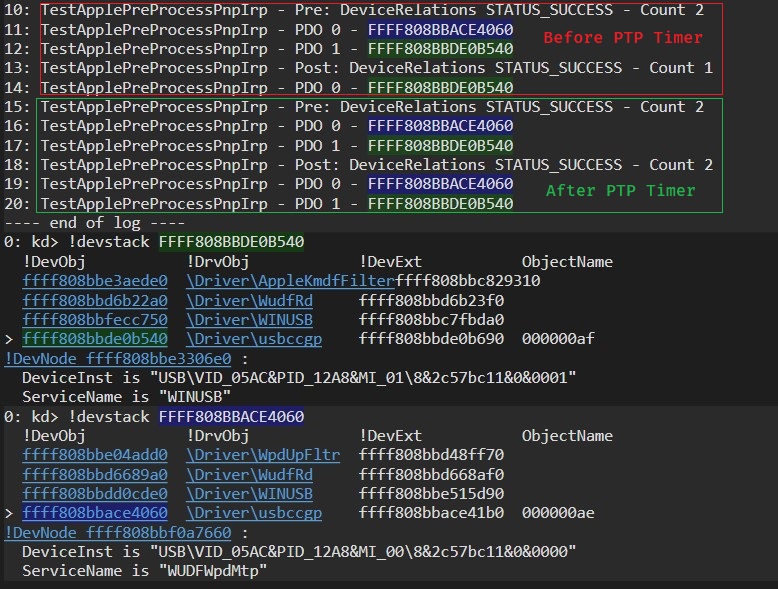 10: TestApplePreProcessPnpIrp - Pre: DeviceRelations STATUS_SUCCESS - Count 2
11: TestApplePreProcessPnpIrp - PDO 0 - FFFF808BBACE4060 Before PTP Timer
12: TestApplePreProcessPnpIrp - PDO 1 - FFFF808BBDE0B540
13: TestApplePreProcessPnpIrp - Post: DeviceRelations STATUS_SUCCESS - Count 1
14: TestApplePreProcessPnpIrp - PDO 0 - FFFF808BBDE0B540
15: TestApplePreProcessPnpIrp - Pre: DeviceRelations STATUS_SUCCESS - Count 2
16: TestApplePreProcessPnpIrp - PDO 0 - FFFF808BBACE4060
17: TestApplePreProcessPnpIrp - PDO 1 - FFFF808BBDE0B540
18: TestApplePreProcessPnpIrp - Post: DeviceRelations STATUS_SUCCESS - Count 2
19: TestApplePreProcessPnpIrp - PDO 0 - FFFF808BBACE4060 After PTP Timer
20: TestApplePreProcessPnpIrp - PDO 1 - FFFF808BBDE0B540
---- end of log ----
0: kd> !devstack FFFF808BBDE0B540
!DevObj !DrvObj !DevExt ObjectName
ffff808bbe3aede0 \Driver\AppleKmdfFilterffff808bbc829310
ffff808bbd6b22a0 \Driver\WudfRd ffff808bbd6b23f0
ffff808bbfecc750 \Driver\WINUSB ffff808bbc7fbda0
> ffff808bbde0b540 \Driver\usbccgp ffff808bbde0b690 000000af
!DevNode ffff808bbe3306e0 :
DeviceInst is "USB\VID_05AC&PID_12A8&MI_01\8&2c57bc11&0&0001"
ServiceName is "WINUSB"
0: kd> !devstack FFFF808BBACE4060
!DevObj !DrvObj !DevExt ObjectName
ffff808bbe04add0 \Driver\WpdUpFltr ffff808bbd48ff70
ffff808bbd6689a0 \Driver\WudfRd ffff808bbd668af0
ffff808bbdd0cde0 \Driver\WINUSB ffff808bbe515d90
> ffff808bbace4060 \Driver\usbccgp ffff808bbace41b0 000000ae
!DevNode ffff808bbf0a7660 :
DeviceInst is "USB\VID_05AC&PID_12A8&MI_00\8&2c57bc11&0&0000"
ServiceName is "WUDFWpdMtp"